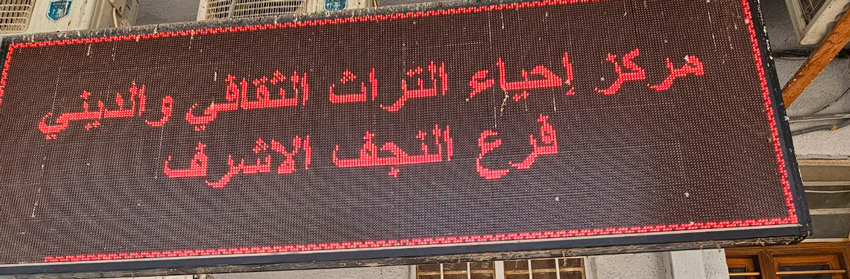 مركز إحياء التراث الثقافي والديني
فرع النجف الاشرف